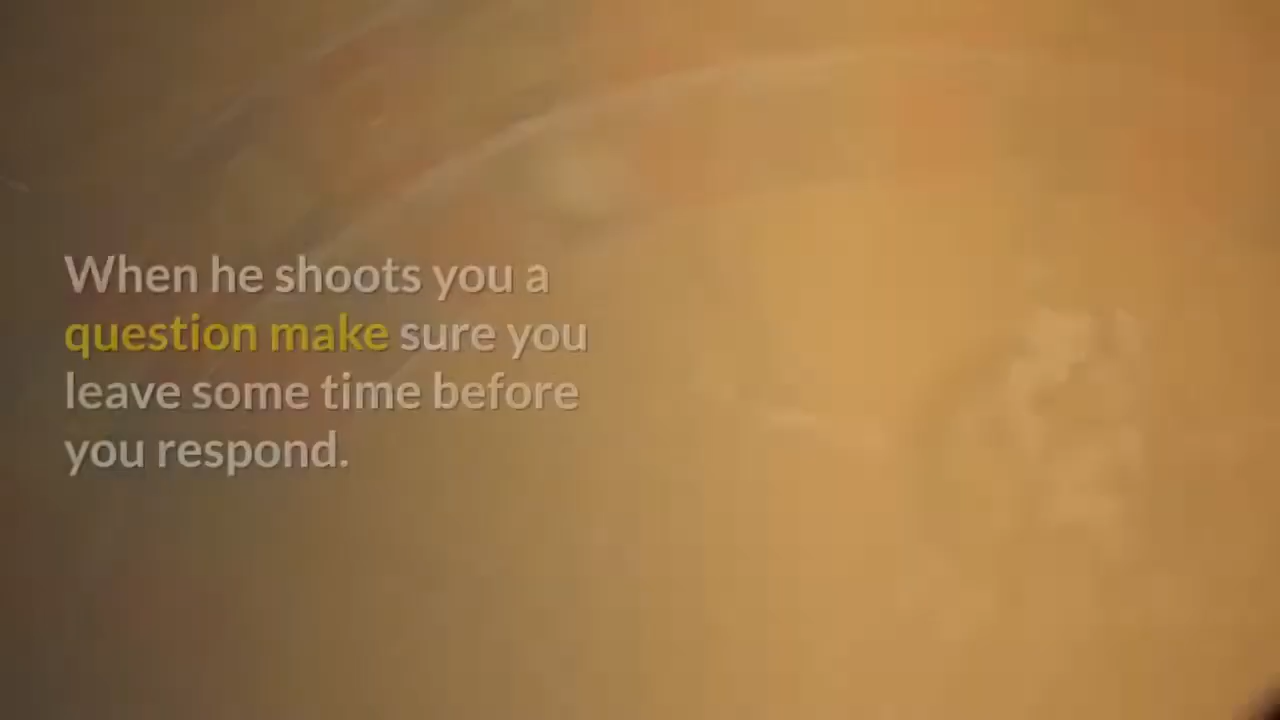 When he shoots you a
question make sure you
leave some time before
you respond.